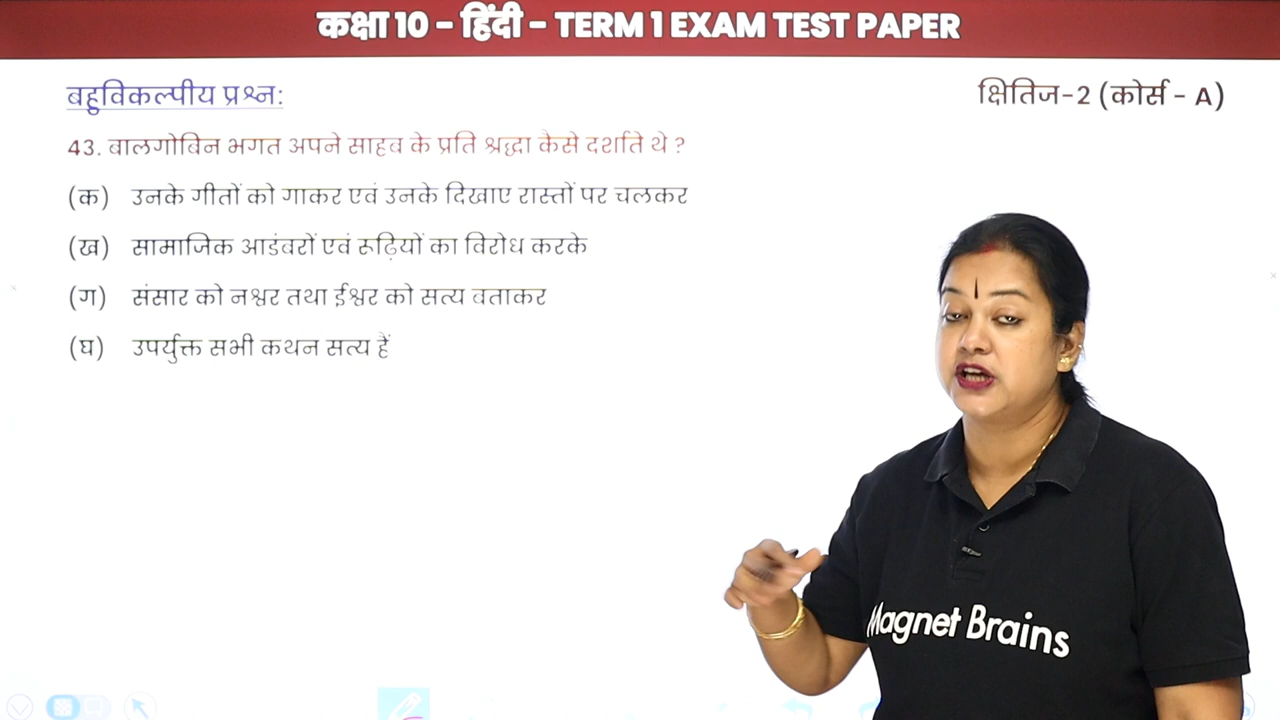 कक्षा 10 - हिंदी - TERM 1 EXAM TEST PAPER
बहुविकल्पीय प्रश्न:
क्षितिज-2 (कोर्स - A)
43. बालगोबिन भगत अपने साहब के प्रति श्रद्धा कैसे दर्शाते थे ?
(क) उनके गीतों को गाकर एवं उनके दिखाए रास्तों पर चलकर
(ख) सामाजिक आडंबरों एवं रूढ़ियों का विरोध करके
(ग) संसार को नश्वर तथा ईश्वर को सत्य बताकर
(घ) उपर्युक्त सभी कथन सत्य हैं
Magnet Brains